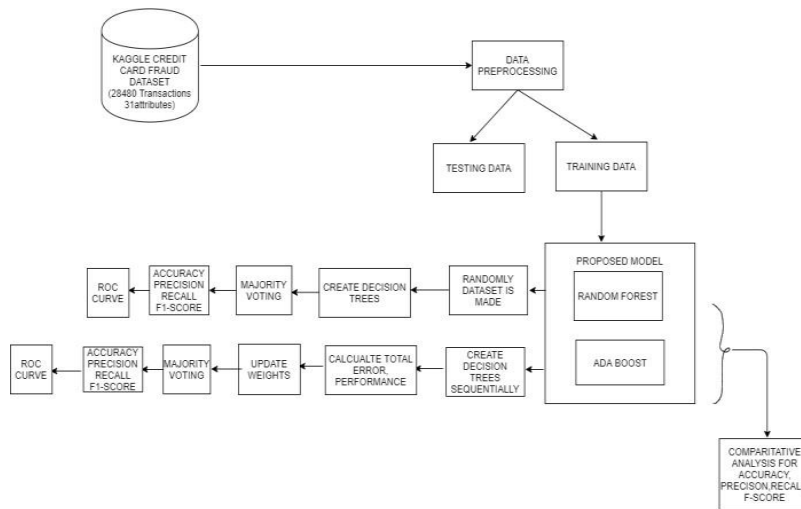 KAGGLE CREDIT
CARD FRAUD
DATASET
(28480 Transactions
31attributes)
DATA
PREPROCESSING
TESTING DATA
TRAINING DATA
PROPOSED MODEL
RANDOM FOREST
ADA BOOST
RANDOMLY
DATASET IS
MADE
CREATE DECISION
TREES
MAJORITY
VOTING
ACCURACY
PRECISION
RECALL
F1-SCORE
ROC
CURVE
CREATE
DECISION
TREES
SEQUENTIALLY
CALCUALTE TOTAL
ERROR,
PERFORMANCE
UPDATE
WEIGHTS
MAJORITY
VOTING
ACCURACY
PRECISION
RECALL
F1-SCORE
ROC
CURVE
COMPARITATIVE
ANALYSIS FOR
ACCURACY,
PRECISON,RECALL
F-SCORE